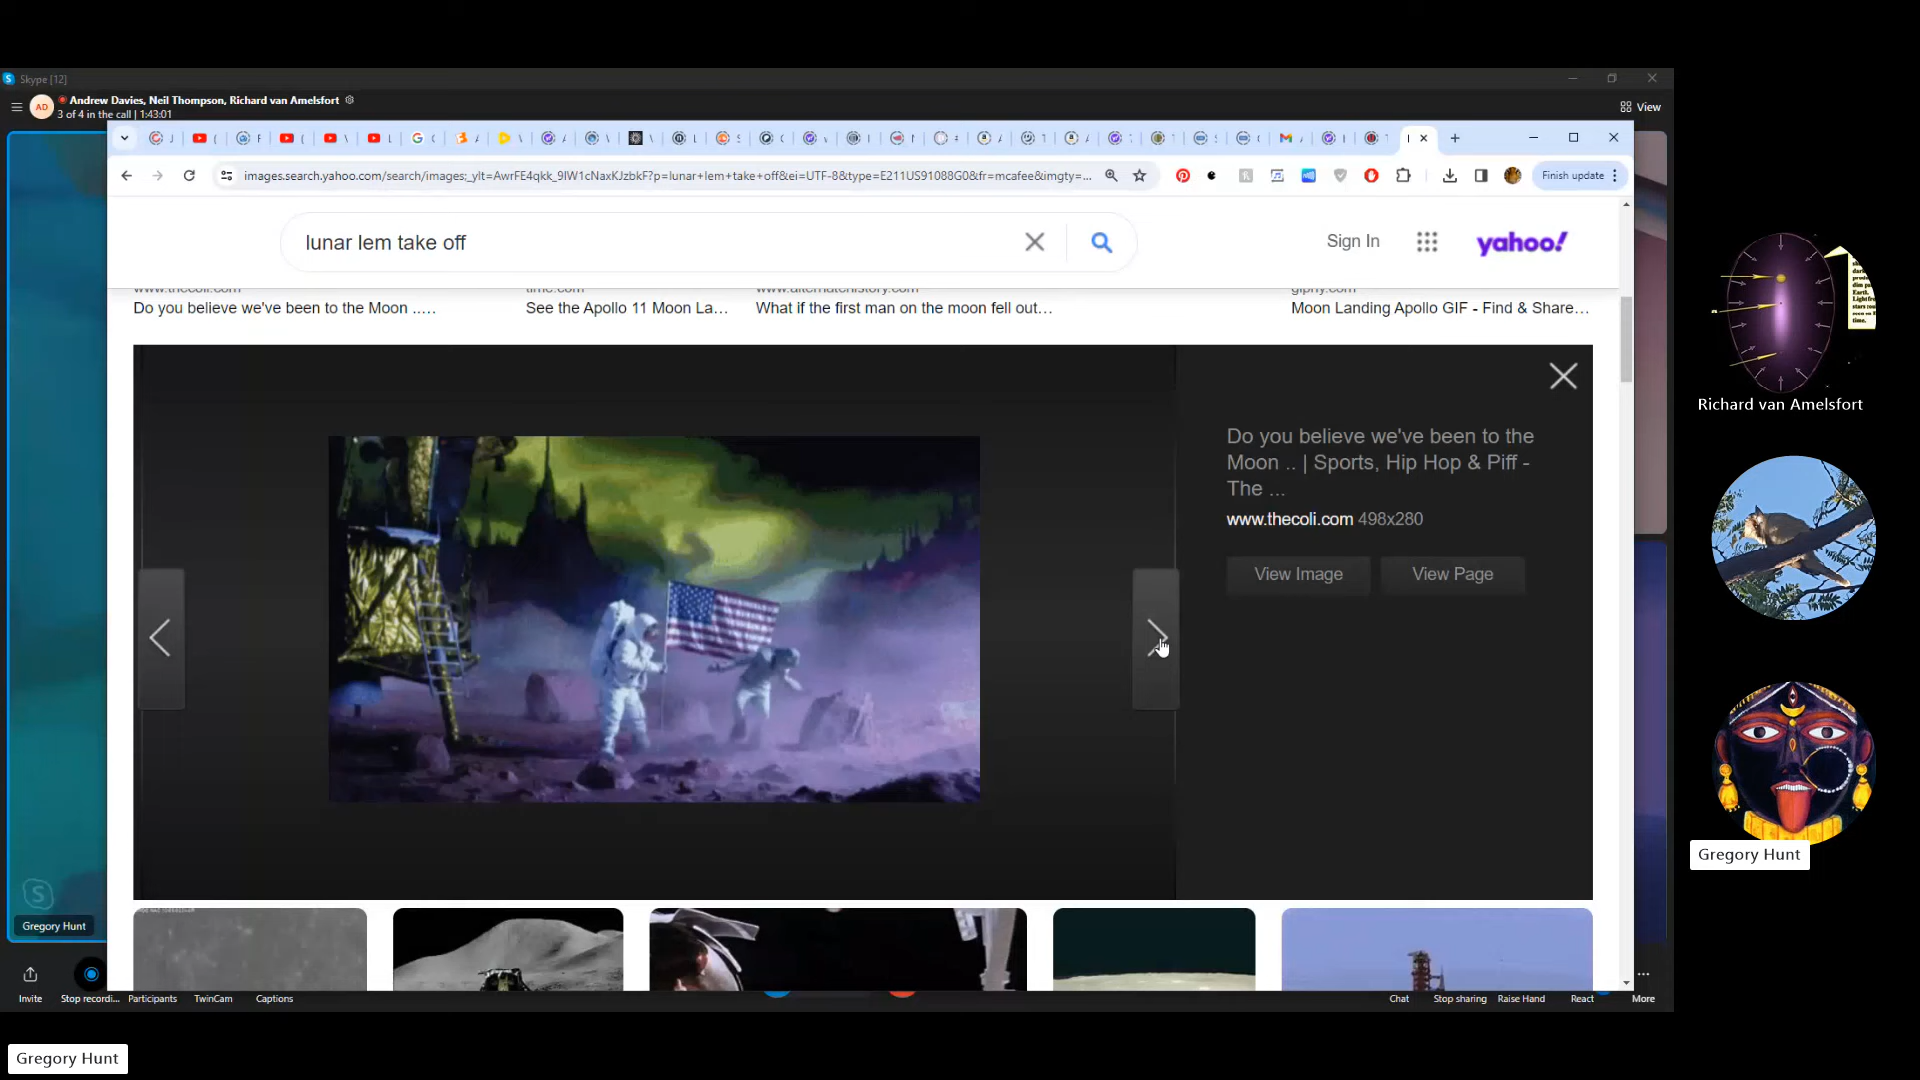 Skype [12]
Andrew Davies, Neil Thompson, Richard van Amelsfort
3 of 4 in the call | 1:43:01
AD
View
images.search.yahoo.com/search/images;_ylt=AwrFE4qkk_9lW1cNaxKJzbkF?p=lunar+lem+take+off&ei=UTF-8&type=E211US91088G0&fr=mcafee&imgty=...
Finish update
lunar lem take off
Sign In
yahoo!
Do you believe we've been to the Moon .....
See the Apollo 11 Moon La...
What if the first man on the moon fell out...
Moon Landing Apollo GIF - Find & Share...
Do you believe we've been to the
Moon .. | Sports, Hip Hop & Piff -
The ...
www.thecoli.com 498x280
View Image
View Page
Richard van Amelsfort
Gregory Hunt
Gregory Hunt
Invite
Stop recordi...
Participants
TwinCam
Captions
Chat
Stop sharing
Raise Hand
React
More
Gregory Hunt